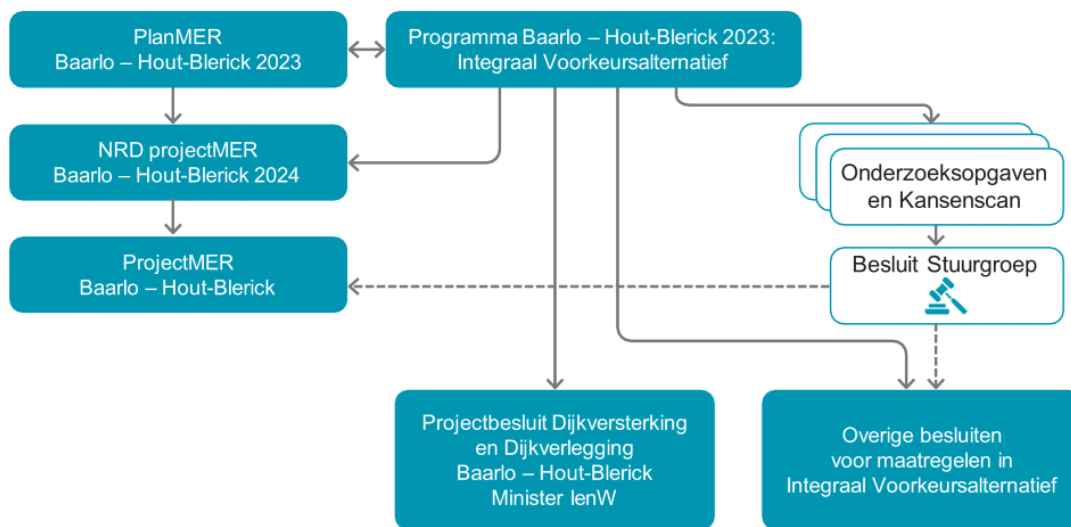 PlanMER
Baarlo – Hout-Blerick 2023
Programma Baarlo – Hout-Blerick 2023:
Integraal Voorkeursalternatief
NRD projectMER
Baarlo – Hout-Blerick 2024
Onderzoeksopgaven
en Kansenscan
ProjectMER
Baarlo – Hout-Blerick
Besluit Stuurgroep
Projectbesluit Dijkversterking
en Dijkverlegging
Baarlo – Hout-Blerick
Minister IenW
Overige besluiten
voor maatregelen in
Integraal Voorkeursalternatief